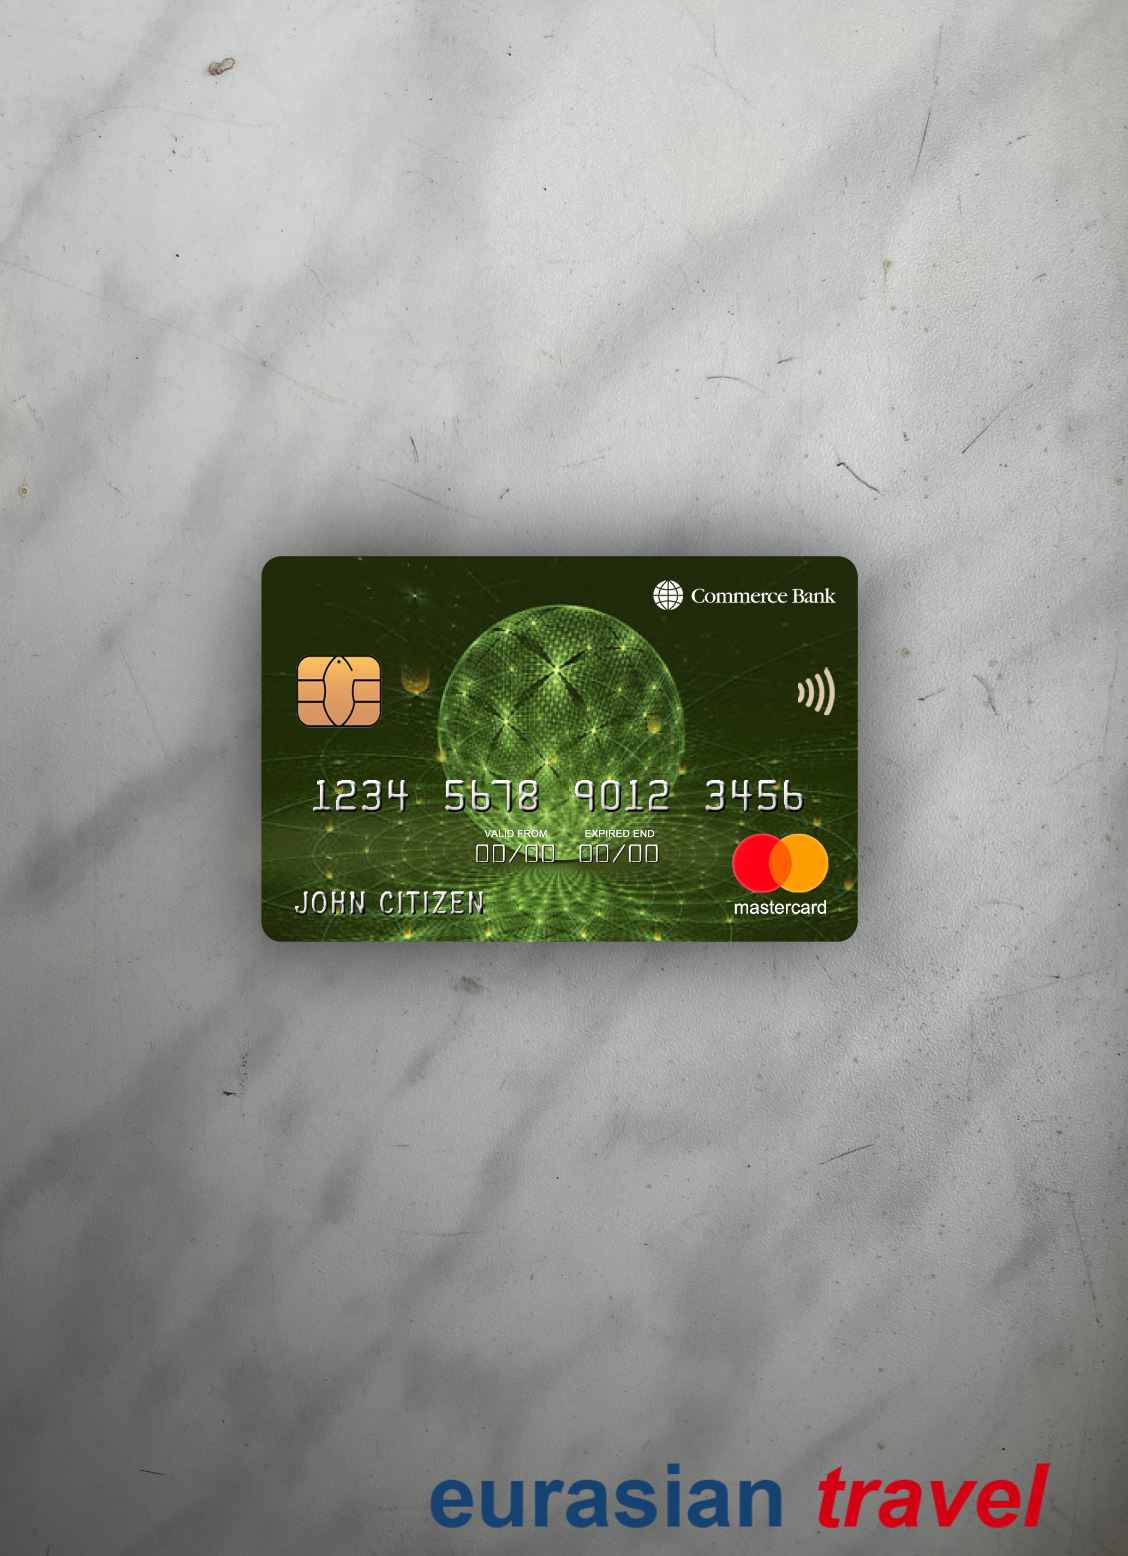 Commerce Bank
1234 5678 9012 3456
VALID FROM EXPIRED END
00/00 00/00
JOHN CITIZEN
mastercard
eurasian travel